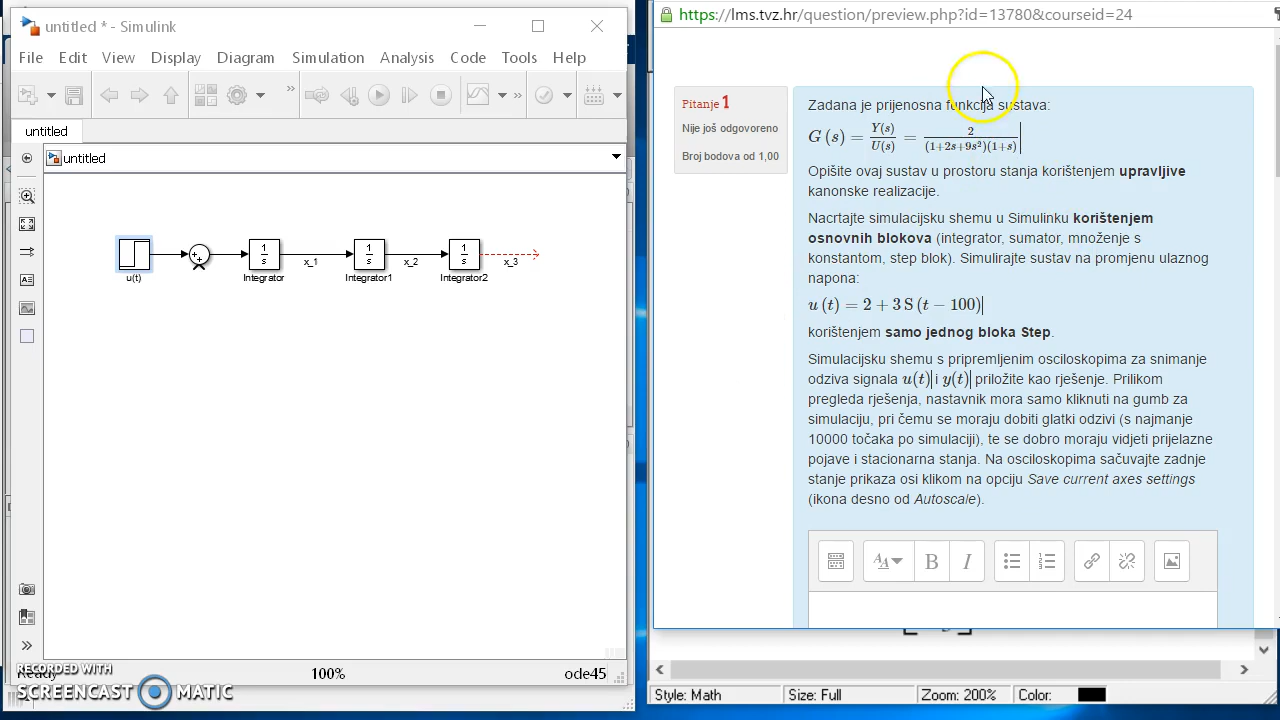 untitled * - Simulink
File Edit View Display Diagram Simulation Code Analysis Tools Help
untitled
untitled
1
s
1
s
1
s
x_1
x_2
x_3
u(t)
Integrator
Integrator1
Integrator2
RECORDED WITH
SCREENCAST MATIC
100%
ode45
https://lms.tvz.hr/question/preview.php?id=13780&courseid=24
Pitanje 1
Nije još odgovoreno
Broj bodova od 1,00
Zadana je prijenosna funkcija sustava:
G (s) = Y(s)/U(s) = 2/((1+2s+9s²)(1+s))
Opišite ovaj sustav u prostoru stanja korištenjem upravljive
kanonske realizacije.
Nacrtajte simulacijsku shemu u Simulinku korištenjem
osnovnih blokova (integrator, sumator, množenje s
konstantom, step blok). Simulirajte sustav na promjenu ulaznog
napona:
u (t) = 2 + 3 S (t − 100)
korištenjem samo jednog bloka Step.
Simulacijsku shemu s pripremljenim osciloskopima za snimanje
odziva signala u(t) i y(t) priložite kao rješenje. Prilikom
pregleda rješenja, nastavnik mora samo kliknuti na gumb za
simulaciju, pri čemu se moraju dobiti glatki odzivi (s najmanje
10000 točaka po simulaciji), te se dobro moraju vidjeti prijelazne
pojave i stacionarna stanja. Na osciloskopima sačuvajte zadnje
stanje prikaza osi klikom na opciju Save current axes settings
(ikona desno od Autoscale).
B I
Style: Math Size: Full Zoom: 200% Color: